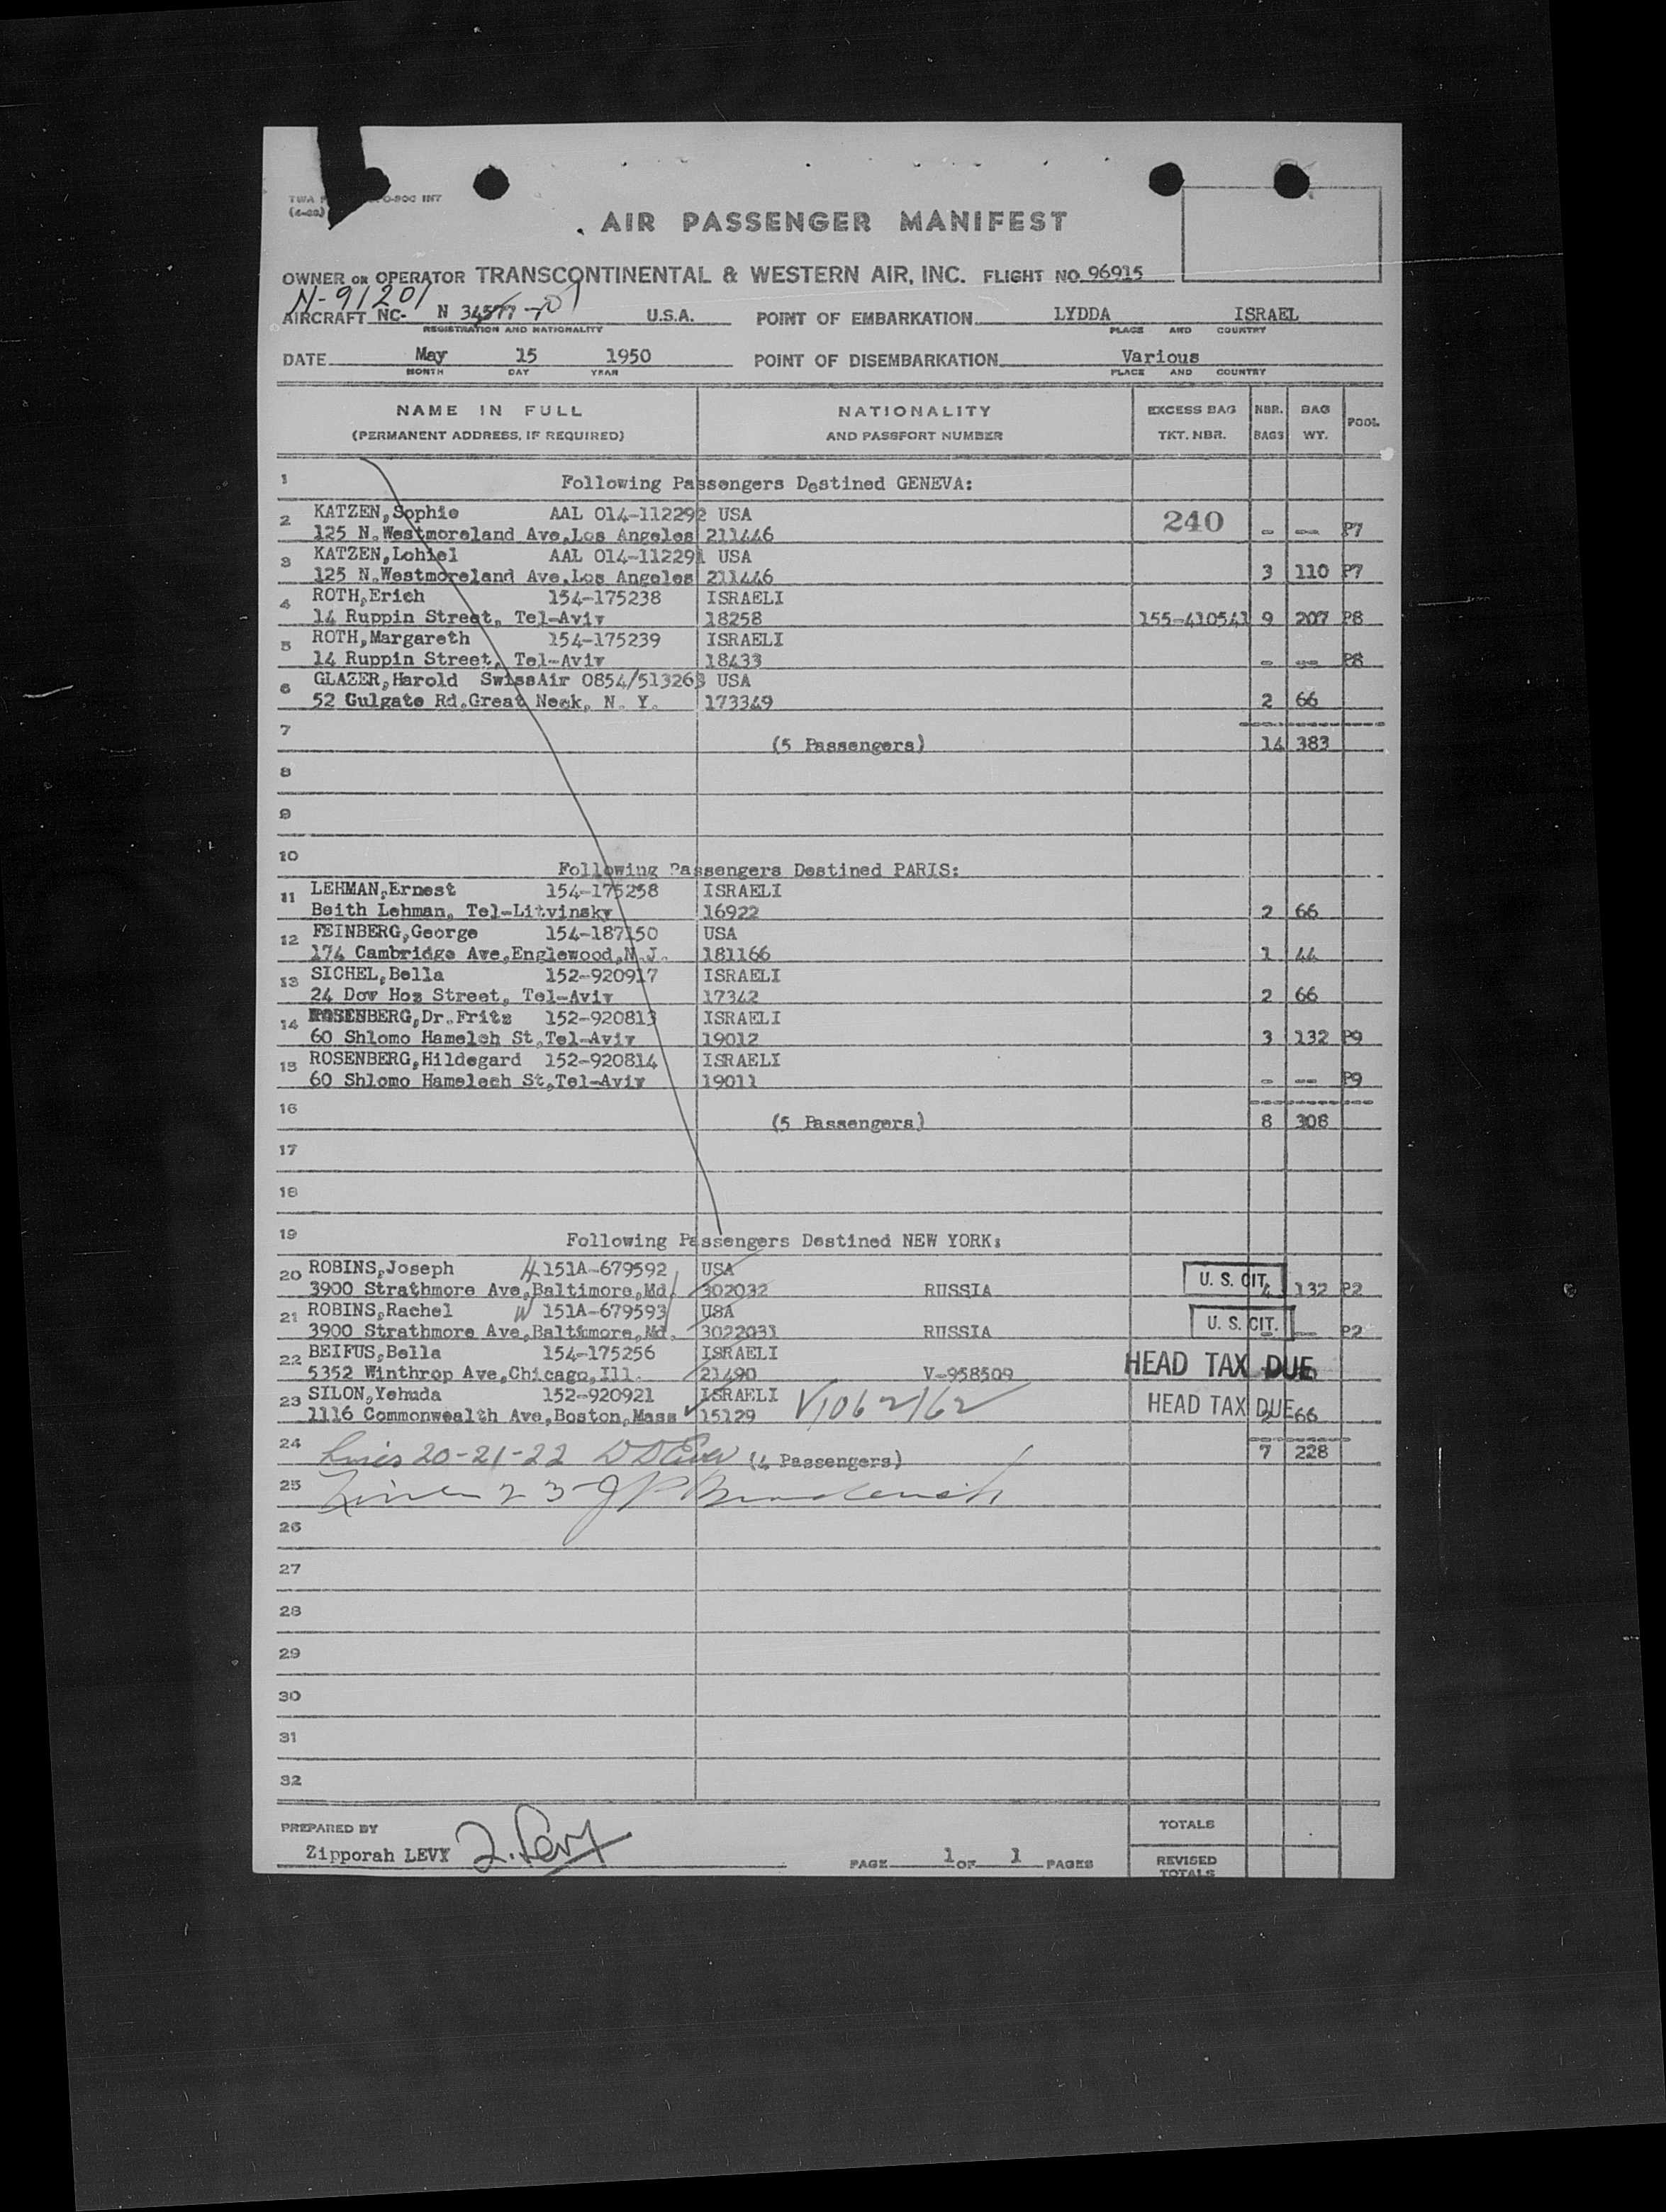 AIR PASSENGER MANIFEST
OWNER OR OPERATOR TRANSCONTINENTAL & WESTERN AIR, INC. FLIGHT NO. 96915
N-91201
AIRCRAFT NC- N U.S.A. POINT OF EMBARKATION LYDDA ISRAEL
REGISTRATION AND NATIONALITY PLACE AND COUNTRY
DATE May 15 1950 POINT OF DISEMBARKATION Various
MONTH DAY YEAR PLACE AND COUNTRY
NAME IN FULL NATIONALITY EXCESS BAG NBR. BAG POOL
(PERMANENT ADDRESS, IF REQUIRED) AND PASSPORT NUMBER TKT. NBR. BAGS WT.
1 Following Passengers Destined GENEVA:
2 KATZEN,Sophie AAL 014-112292 USA 240
125 N.Westmoreland Ave,Los Angeles 211446 - -- P7
3 KATZEN,Lohiel AAL 014-112291 USA
125 N.Westmoreland Ave,Los Angeles 211446 3 110 P7
4 ROTH,Erich 154-175238 ISRAELI
14 Ruppin Street, Tel-Aviv 18258 155-410541 9 207 P8
5 ROTH,Margareth 154-175239 ISRAELI
14 Ruppin Street, Tel-Aviv 18433 - -- P8
6 GLAZER,Harold SwissAir 0854/513263 USA
52 Gulgate Rd,Great Neck, N. Y. 173349 2 66
7 (5 Passengers) 14 383
8
9
10 Following Passengers Destined PARIS:
11 LEHMAN,Ernest 154-175258 ISRAELI
Beith Lehman, Tel-Litvinsky 16922 2 66
12 FEINBERG,George 154-187150 USA
174 Cambridge Ave,Englewood,N.J. 181166 1 44
13 SICHEL,Bella 152-920917 ISRAELI
24 Dov Hoz Street, Tel-Aviv 17342 2 66
14 ROSENBERG,Dr.Fritz 152-920813 ISRAELI
60 Shlomo Hamelch St,Tel-Aviv 19012 3 132 P9
15 ROSENBERG,Hildegard 152-920814 ISRAELI
60 Shlomo Hamelech St,Tel-Aviv 19011 - -- P9
16 (5 Passengers) 8 308
17
18
19 Following Passengers Destined NEW YORK:
20 ROBINS,Joseph 151A-679592 USA U. S. CIT.
3900 Strathmore Ave,Baltimore,Md. 302032 RUSSIA 4 132 P2
21 ROBINS,Rachel W 151A-679593 USA U. S. CIT.
3900 Strathmore Ave,Baltimore,Md. 3022031 RUSSIA - -- P2
22 BEIFUS,Bella 154-175256 ISRAELI HEAD TAX DUE
5352 Winthrop Ave,Chicago,Ill. 21490 V-958509
23 SILON,Yehuda 152-920921 ISRAELI HEAD TAX DUE
1116 Commonwealth Ave,Boston,Mass 15129 V1062162 2 66
24 Lines 20-21-22 (4 Passengers) 7 228
25 23
26
27
28
29
30
31
32
PREPARED BY TOTALS
Zipporah LEVY Z. Levy PAGE 1 OF 1 PAGES REVISED
TOTALS